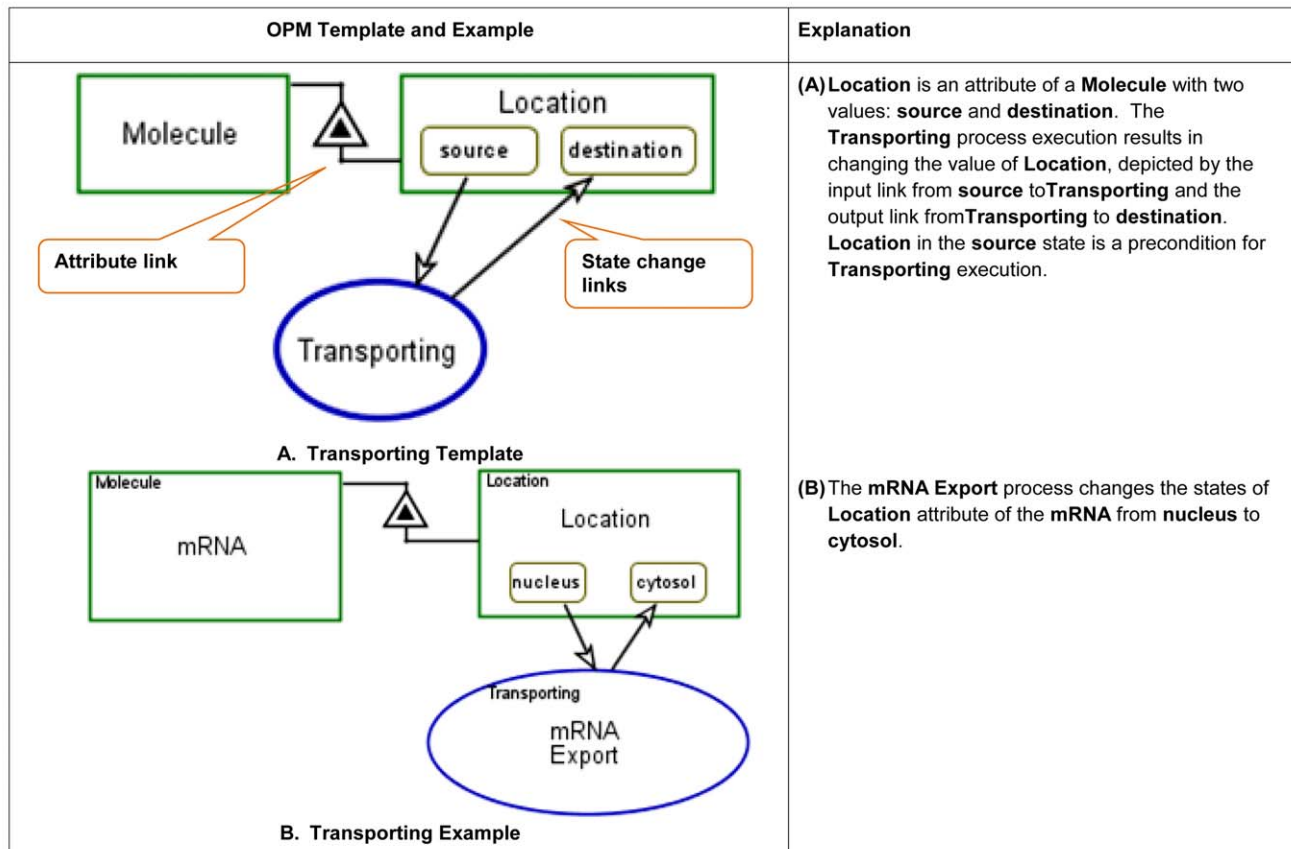 OPM Template and Example
Explanation
Molecule
Location
source
destination
Attribute link
State change
links
Transporting
A. Transporting Template
(A) Location is an attribute of a Molecule with two
values: source and destination. The
Transporting process execution results in
changing the value of Location, depicted by the
input link from source toTransporting and the
output link fromTransporting to destination.
Location in the source state is a precondition for
Transporting execution.
Molecule
mRNA
Location
Location
nucleus
cytosol
Transporting
mRNA
Export
B. Transporting Example
(B) The mRNA Export process changes the states of
Location attribute of the mRNA from nucleus to
cytosol.